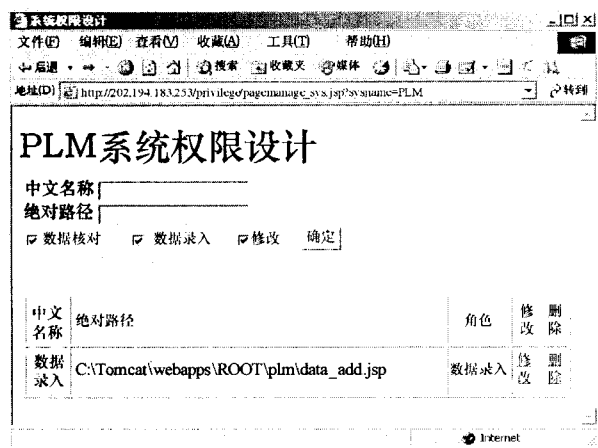 系统权限设计
文件(F) 编辑(E) 查看(V) 收藏(A) 工具(T) 帮助(H)
后退 搜索 收藏夹 媒体
地址(D) http://202.194.183.253/privilege/pagemanage_sys.jsp?sysname=PLM 转到
PLM系统权限设计
中文名称
绝对路径
数据核对 数据录入 修改 确定
中文名称 绝对路径 角色 修改 删除
数据录入 C:\Tomcat\webapps\ROOT\plm\data_add.jsp 数据录入 修改 删除
Internet